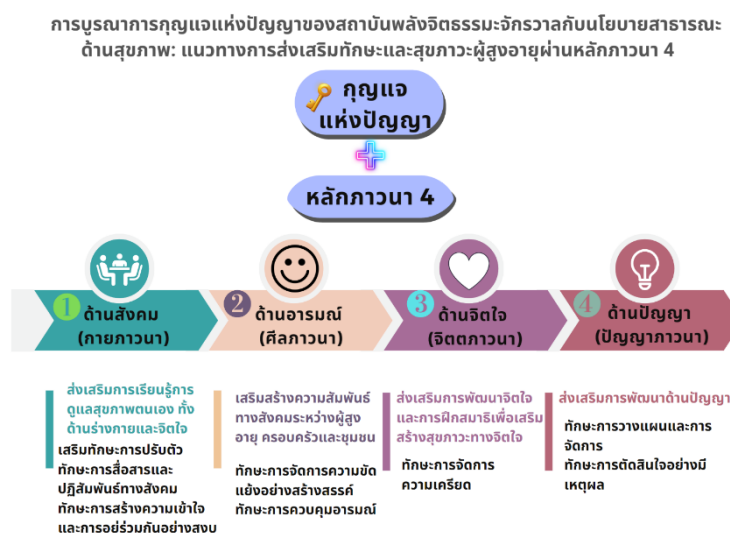 การบูรณาการกุญแจแห่งปัญญาของสถาบันพลังจิตธรรมะจักรวาลกับนโยบายสาธารณะ
ด้านสุขภาพ: แนวทางการส่งเสริมทักษะและสุขภาวะผู้สูงอายุผ่านหลักภาวนา 4
กุญแจ
แห่งปัญญา
หลักภาวนา 4
1
ด้านสังคม
(กายภาวนา)
2
ด้านอารมณ์
(ศีลภาวนา)
3
ด้านจิตใจ
(จิตตภาวนา)
4
ด้านปัญญา
(ปัญญาภาวนา)
ส่งเสริมการเรียนรู้การ
ดูแลสุขภาพตนเอง ทั้ง
ด้านร่างกายและจิตใจ
เสริมทักษะการปรับตัว
ทักษะการสื่อสารและ
ปฏิสัมพันธ์ทางสังคม
ทักษะการสร้างความเข้าใจ
และการอยู่ร่วมกันอย่างสงบ
เสริมสร้างความสัมพันธ์
ทางสังคมระหว่างผู้สูง
อายุ ครอบครัวและชุมชน
ทักษะการจัดการความขัด
แย้งอย่างสร้างสรรค์
ทักษะการควบคุมอารมณ์
ส่งเสริมการพัฒนาจิตใจ
และการฝึกสมาธิเพื่อเสริม
สร้างสุขภาวะทางจิตใจ
ทักษะการจัดการ
ความเครียด
ส่งเสริมการพัฒนาด้านปัญญา
ทักษะการวางแผนและการ
จัดการ
ทักษะการตัดสินใจอย่างมี
เหตุผล